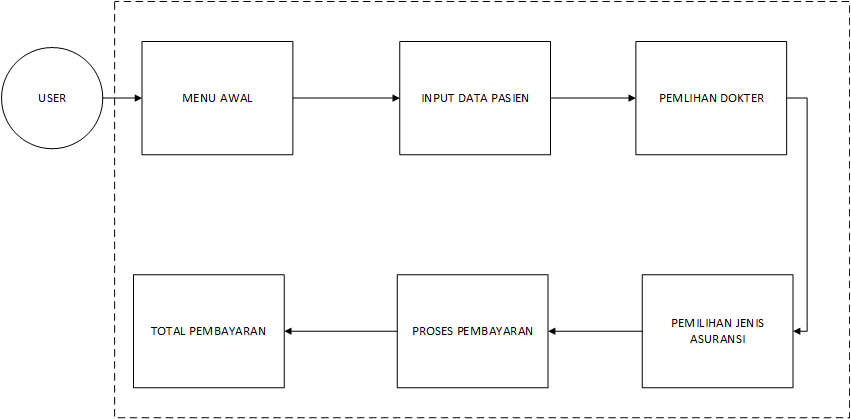 USER
MENU AWAL
INPUT DATA PASIEN
PEMLIHAN DOKTER
TOTAL PEMBAYARAN
PROSES PEMBAYARAN
PEMILIHAN JENIS
ASURANSI